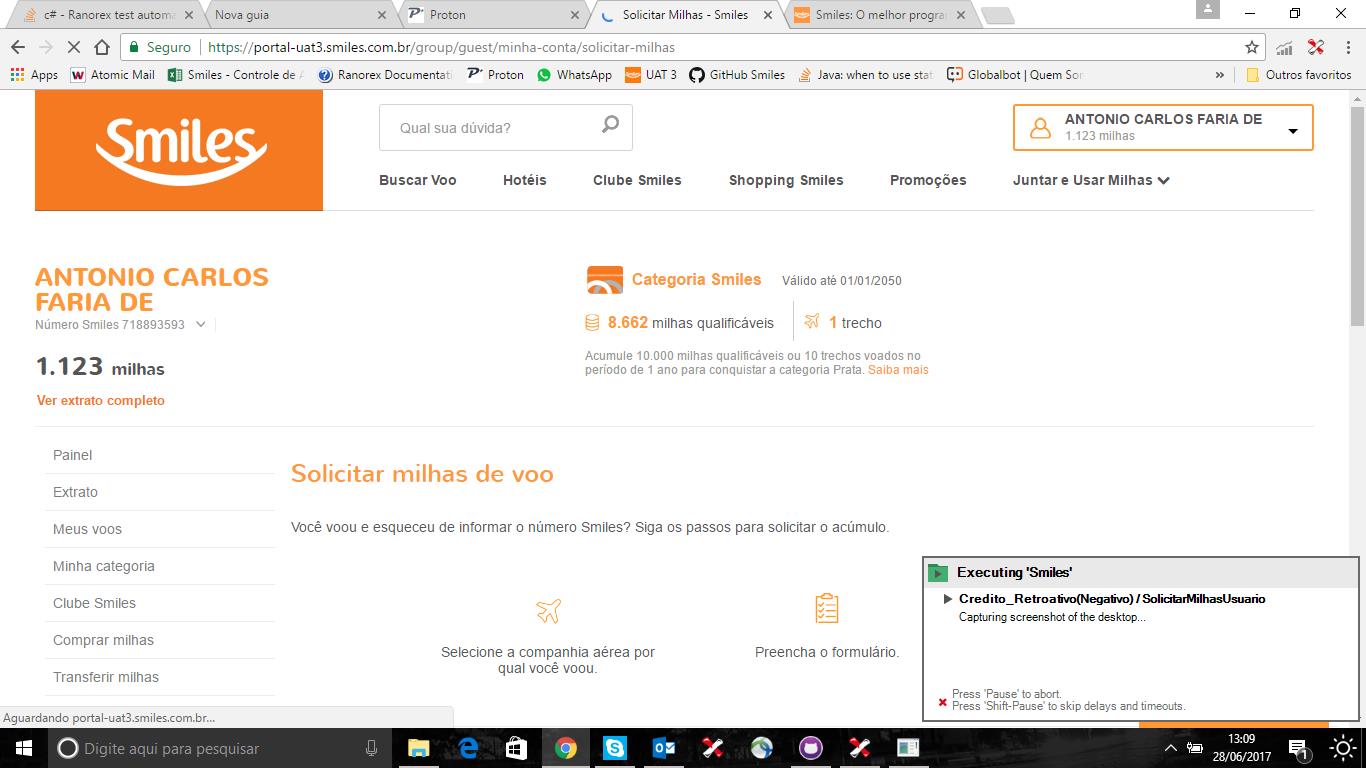 c# - Ranorex test automa
Nova guia
Proton
Solicitar Milhas - Smiles
Smiles: O melhor progra
Seguro
https://portal-uat3.smiles.com.br/group/guest/minha-conta/solicitar-milhas
Apps
Atomic Mail
Smiles - Controle de A
Ranorex Documentati
Proton
WhatsApp
UAT 3
GitHub Smiles
Java: when to use stat
Globalbot | Quem Son
»
Outros favoritos
Smiles
Qual sua dúvida?
ANTONIO CARLOS FARIA DE
1.123 milhas
Buscar Voo
Hotéis
Clube Smiles
Shopping Smiles
Promoções
Juntar e Usar Milhas
ANTONIO CARLOS
FARIA DE
Número Smiles 718893593
1.123 milhas
Ver extrato completo
Categoria Smiles
Válido até 01/01/2050
8.662 milhas qualificáveis
1 trecho
Acumule 10.000 milhas qualificáveis ou 10 trechos voados no
período de 1 ano para conquistar a categoria Prata. Saiba mais
Painel
Extrato
Meus voos
Minha categoria
Clube Smiles
Comprar milhas
Transferir milhas
Solicitar milhas de voo
Você voou e esqueceu de informar o número Smiles? Siga os passos para solicitar o acúmulo.
Selecione a companhia aérea por
qual você voou.
Preencha o formulário.
Executing 'Smiles'
Credito_Retroativo(Negativo) / SolicitarMilhasUsuario
Capturing screenshot of the desktop...
Press 'Pause' to abort.
Press 'Shift-Pause' to skip delays and timeouts.
Aguardando portal-uat3.smiles.com.br...
Digite aqui para pesquisar
13:09
28/06/2017
1